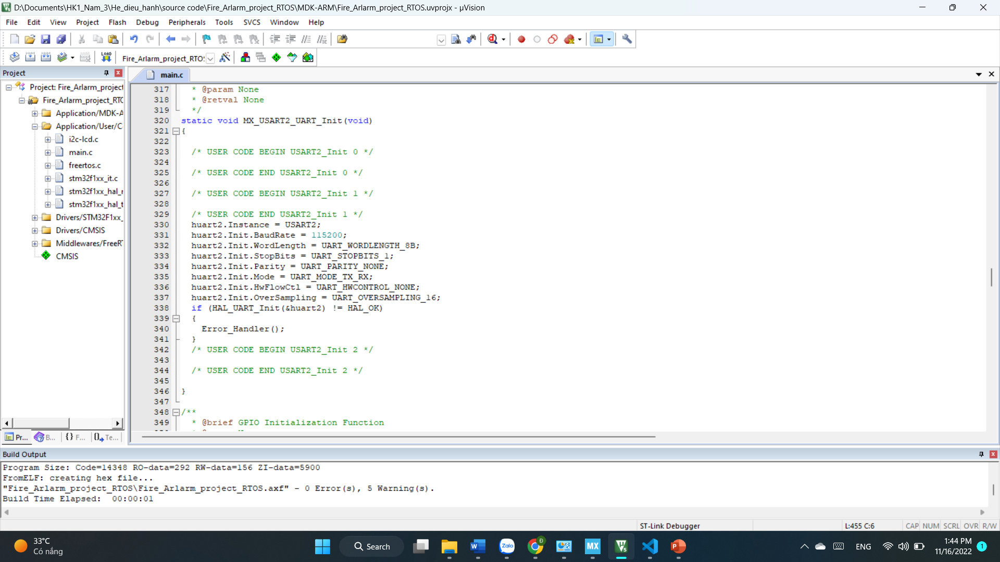 D:\Documents\HK1_Nam_3\He_dieu_hanh\source code\Fire_Arlarm_project_RTOS\MDK-ARM\Fire_Arlarm_project_RTOS.uvprojx - µVision
File Edit View Project Flash Debug Peripherals Tools SVCS Window Help
LOAD Fire_Arlarm_project_RTO
Project
main.c
Project: Fire_Arlarm_project
Fire_Arlarm_project_RTO
Application/MDK-A
Application/User/C
i2c-lcd.c
main.c
freertos.c
stm32f1xx_it.c
stm32f1xx_hal_
stm32f1xx_hal_t
Drivers/STM32F1xx_
Drivers/CMSIS
Middlewares/FreeR
CMSIS
Pr... B... {} F... Te...
317 * @param None
318 * @retval None
319 */
320 static void MX_USART2_UART_Init(void)
321 {
322
323 /* USER CODE BEGIN USART2_Init 0 */
324
325 /* USER CODE END USART2_Init 0 */
326
327 /* USER CODE BEGIN USART2_Init 1 */
328
329 /* USER CODE END USART2_Init 1 */
330 huart2.Instance = USART2;
331 huart2.Init.BaudRate = 115200;
332 huart2.Init.WordLength = UART_WORDLENGTH_8B;
333 huart2.Init.StopBits = UART_STOPBITS_1;
334 huart2.Init.Parity = UART_PARITY_NONE;
335 huart2.Init.Mode = UART_MODE_TX_RX;
336 huart2.Init.HwFlowCtl = UART_HWCONTROL_NONE;
337 huart2.Init.OverSampling = UART_OVERSAMPLING_16;
338 if (HAL_UART_Init(&huart2) != HAL_OK)
339 {
340 Error_Handler();
341 }
342 /* USER CODE BEGIN USART2_Init 2 */
343
344 /* USER CODE END USART2_Init 2 */
345
346 }
347
348 /**
349 * @brief GPIO Initialization Function
Build Output
Program Size: Code=14348 RO-data=292 RW-data=156 ZI-data=5900
FromELF: creating hex file...
"Fire_Arlarm_project_RTOS\Fire_Arlarm_project_RTOS.axf" - 0 Error(s), 5 Warning(s).
Build Time Elapsed: 00:00:01
ST-Link Debugger L:455 C:6 CAP NUM SCRL OVR R/W
33°C
Có nắng
Search
W
Zalo
Đ
MX
P
ENG
1:44 PM
11/16/2022
1